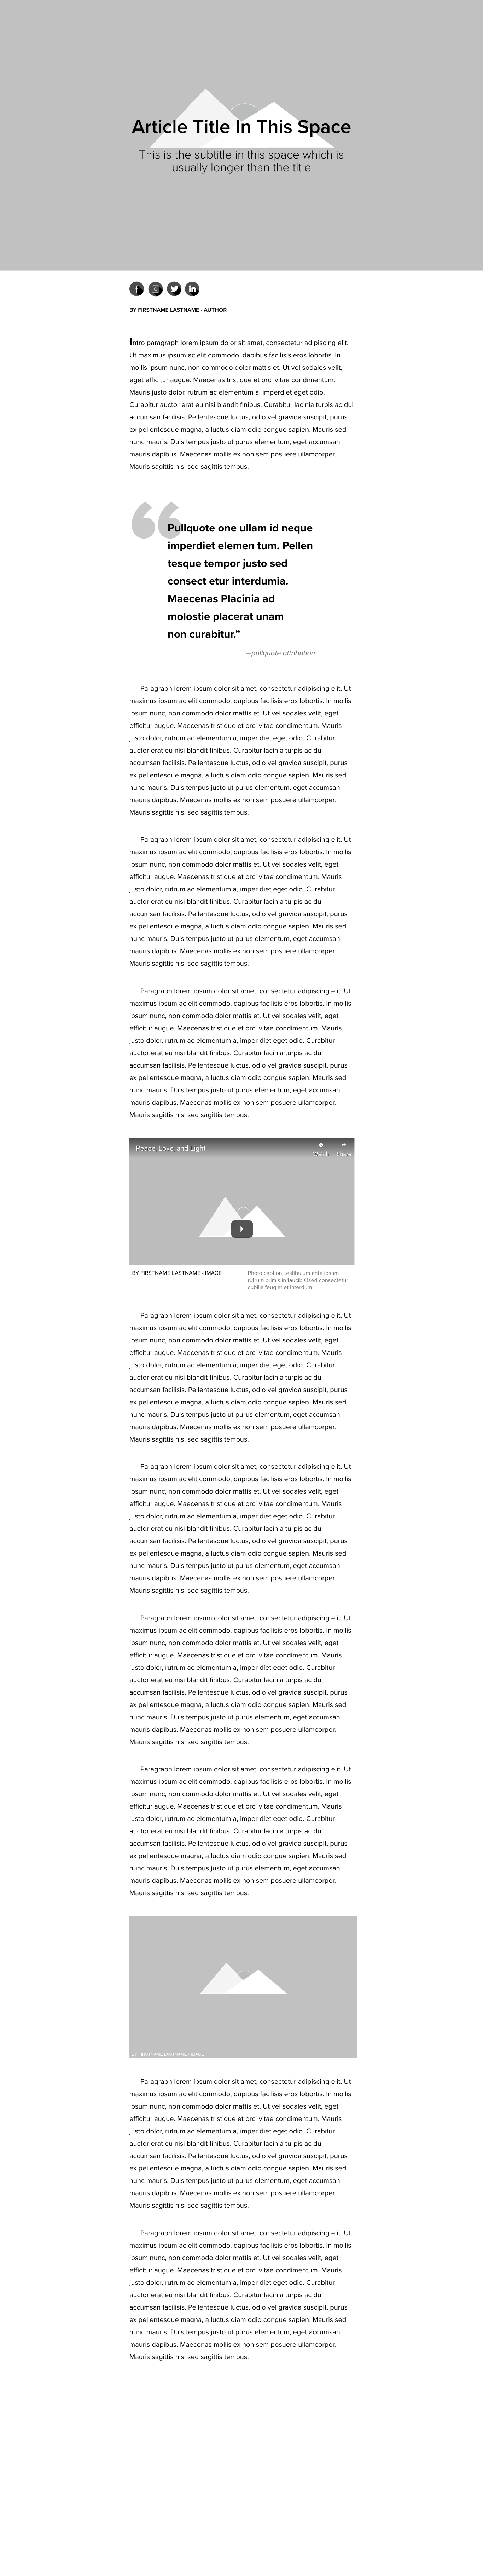 Article Title In This Space
This is the subtitle in this space which is
usually longer than the title
BY FIRSTNAME LASTNAME - AUTHOR
Intro paragraph lorem ipsum dolor sit amet, consectetur adipiscing elit.
Ut maximus ipsum ac elit commodo, dapibus facilisis eros lobortis. In
mollis ipsum nunc, non commodo dolor mattis et. Ut vel sodales velit,
eget efficitur augue. Maecenas tristique et orci vitae condimentum.
Mauris justo dolor, rutrum ac elementum a, imperdiet eget odio.
Curabitur auctor erat eu nisi blandit finibus. Curabitur lacinia turpis ac dui
accumsan facilisis. Pellentesque luctus, odio vel gravida suscipit, purus
ex pellentesque magna, a luctus diam odio congue sapien. Mauris sed
nunc mauris. Duis tempus justo ut purus elementum, eget accumsan
mauris dapibus. Maecenas mollis ex non sem posuere ullamcorper.
Mauris sagittis nisl sed sagittis tempus.
“Pullquote one ullam id neque
imperdiet elemen tum. Pellen
tesque tempor justo sed
consect etur interdumia.
Maecenas Placinia ad
molostie placerat unam
non curabitur.”
—pullquote attribution
Paragraph lorem ipsum dolor sit amet, consectetur adipiscing elit. Ut
maximus ipsum ac elit commodo, dapibus facilisis eros lobortis. In mollis
ipsum nunc, non commodo dolor mattis et. Ut vel sodales velit, eget
efficitur augue. Maecenas tristique et orci vitae condimentum. Mauris
justo dolor, rutrum ac elementum a, imper diet eget odio. Curabitur
auctor erat eu nisi blandit finibus. Curabitur lacinia turpis ac dui
accumsan facilisis. Pellentesque luctus, odio vel gravida suscipit, purus
ex pellentesque magna, a luctus diam odio congue sapien. Mauris sed
nunc mauris. Duis tempus justo ut purus elementum, eget accumsan
mauris dapibus. Maecenas mollis ex non sem posuere ullamcorper.
Mauris sagittis nisl sed sagittis tempus.
Paragraph lorem ipsum dolor sit amet, consectetur adipiscing elit. Ut
maximus ipsum ac elit commodo, dapibus facilisis eros lobortis. In mollis
ipsum nunc, non commodo dolor mattis et. Ut vel sodales velit, eget
efficitur augue. Maecenas tristique et orci vitae condimentum. Mauris
justo dolor, rutrum ac elementum a, imper diet eget odio. Curabitur
auctor erat eu nisi blandit finibus. Curabitur lacinia turpis ac dui
accumsan facilisis. Pellentesque luctus, odio vel gravida suscipit, purus
ex pellentesque magna, a luctus diam odio congue sapien. Mauris sed
nunc mauris. Duis tempus justo ut purus elementum, eget accumsan
mauris dapibus. Maecenas mollis ex non sem posuere ullamcorper.
Mauris sagittis nisl sed sagittis tempus.
Paragraph lorem ipsum dolor sit amet, consectetur adipiscing elit. Ut
maximus ipsum ac elit commodo, dapibus facilisis eros lobortis. In mollis
ipsum nunc, non commodo dolor mattis et. Ut vel sodales velit, eget
efficitur augue. Maecenas tristique et orci vitae condimentum. Mauris
justo dolor, rutrum ac elementum a, imper diet eget odio. Curabitur
auctor erat eu nisi blandit finibus. Curabitur lacinia turpis ac dui
accumsan facilisis. Pellentesque luctus, odio vel gravida suscipit, purus
ex pellentesque magna, a luctus diam odio congue sapien. Mauris sed
nunc mauris. Duis tempus justo ut purus elementum, eget accumsan
mauris dapibus. Maecenas mollis ex non sem posuere ullamcorper.
Mauris sagittis nisl sed sagittis tempus.
Peace, Love, and Light
Watch Share
BY FIRSTNAME LASTNAME - IMAGE
Photo caption.Lestibulum ante ipsum
rutrum primis in faucib Osed consectetur
cubilia feugiat et interdum
Paragraph lorem ipsum dolor sit amet, consectetur adipiscing elit. Ut
maximus ipsum ac elit commodo, dapibus facilisis eros lobortis. In mollis
ipsum nunc, non commodo dolor mattis et. Ut vel sodales velit, eget
efficitur augue. Maecenas tristique et orci vitae condimentum. Mauris
justo dolor, rutrum ac elementum a, imper diet eget odio. Curabitur
auctor erat eu nisi blandit finibus. Curabitur lacinia turpis ac dui
accumsan facilisis. Pellentesque luctus, odio vel gravida suscipit, purus
ex pellentesque magna, a luctus diam odio congue sapien. Mauris sed
nunc mauris. Duis tempus justo ut purus elementum, eget accumsan
mauris dapibus. Maecenas mollis ex non sem posuere ullamcorper.
Mauris sagittis nisl sed sagittis tempus.
Paragraph lorem ipsum dolor sit amet, consectetur adipiscing elit. Ut
maximus ipsum ac elit commodo, dapibus facilisis eros lobortis. In mollis
ipsum nunc, non commodo dolor mattis et. Ut vel sodales velit, eget
efficitur augue. Maecenas tristique et orci vitae condimentum. Mauris
justo dolor, rutrum ac elementum a, imper diet eget odio. Curabitur
auctor erat eu nisi blandit finibus. Curabitur lacinia turpis ac dui
accumsan facilisis. Pellentesque luctus, odio vel gravida suscipit, purus
ex pellentesque magna, a luctus diam odio congue sapien. Mauris sed
nunc mauris. Duis tempus justo ut purus elementum, eget accumsan
mauris dapibus. Maecenas mollis ex non sem posuere ullamcorper.
Mauris sagittis nisl sed sagittis tempus.
Paragraph lorem ipsum dolor sit amet, consectetur adipiscing elit. Ut
maximus ipsum ac elit commodo, dapibus facilisis eros lobortis. In mollis
ipsum nunc, non commodo dolor mattis et. Ut vel sodales velit, eget
efficitur augue. Maecenas tristique et orci vitae condimentum. Mauris
justo dolor, rutrum ac elementum a, imper diet eget odio. Curabitur
auctor erat eu nisi blandit finibus. Curabitur lacinia turpis ac dui
accumsan facilisis. Pellentesque luctus, odio vel gravida suscipit, purus
ex pellentesque magna, a luctus diam odio congue sapien. Mauris sed
nunc mauris. Duis tempus justo ut purus elementum, eget accumsan
mauris dapibus. Maecenas mollis ex non sem posuere ullamcorper.
Mauris sagittis nisl sed sagittis tempus.
Paragraph lorem ipsum dolor sit amet, consectetur adipiscing elit. Ut
maximus ipsum ac elit commodo, dapibus facilisis eros lobortis. In mollis
ipsum nunc, non commodo dolor mattis et. Ut vel sodales velit, eget
efficitur augue. Maecenas tristique et orci vitae condimentum. Mauris
justo dolor, rutrum ac elementum a, imper diet eget odio. Curabitur
auctor erat eu nisi blandit finibus. Curabitur lacinia turpis ac dui
accumsan facilisis. Pellentesque luctus, odio vel gravida suscipit, purus
ex pellentesque magna, a luctus diam odio congue sapien. Mauris sed
nunc mauris. Duis tempus justo ut purus elementum, eget accumsan
mauris dapibus. Maecenas mollis ex non sem posuere ullamcorper.
Mauris sagittis nisl sed sagittis tempus.
BY FIRSTNAME LASTNAME - IMAGE
Paragraph lorem ipsum dolor sit amet, consectetur adipiscing elit. Ut
maximus ipsum ac elit commodo, dapibus facilisis eros lobortis. In mollis
ipsum nunc, non commodo dolor mattis et. Ut vel sodales velit, eget
efficitur augue. Maecenas tristique et orci vitae condimentum. Mauris
justo dolor, rutrum ac elementum a, imper diet eget odio. Curabitur
auctor erat eu nisi blandit finibus. Curabitur lacinia turpis ac dui
accumsan facilisis. Pellentesque luctus, odio vel gravida suscipit, purus
ex pellentesque magna, a luctus diam odio congue sapien. Mauris sed
nunc mauris. Duis tempus justo ut purus elementum, eget accumsan
mauris dapibus. Maecenas mollis ex non sem posuere ullamcorper.
Mauris sagittis nisl sed sagittis tempus.
Paragraph lorem ipsum dolor sit amet, consectetur adipiscing elit. Ut
maximus ipsum ac elit commodo, dapibus facilisis eros lobortis. In mollis
ipsum nunc, non commodo dolor mattis et. Ut vel sodales velit, eget
efficitur augue. Maecenas tristique et orci vitae condimentum. Mauris
justo dolor, rutrum ac elementum a, imper diet eget odio. Curabitur
auctor erat eu nisi blandit finibus. Curabitur lacinia turpis ac dui
accumsan facilisis. Pellentesque luctus, odio vel gravida suscipit, purus
ex pellentesque magna, a luctus diam odio congue sapien. Mauris sed
nunc mauris. Duis tempus justo ut purus elementum, eget accumsan
mauris dapibus. Maecenas mollis ex non sem posuere ullamcorper.
Mauris sagittis nisl sed sagittis tempus.